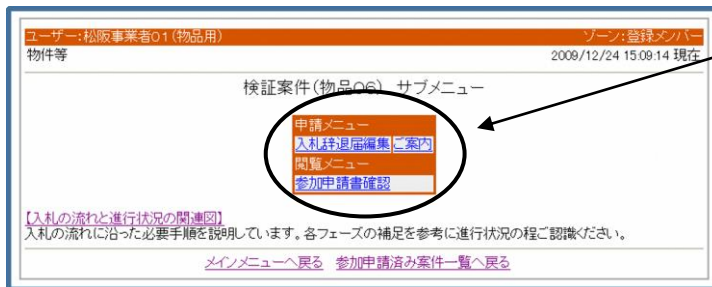 ユーザー:松阪事業者01(物品用) ゾーン:登録メンバー
物件等 2009/12/24 15:09:14 現在
検証案件(物品06) サブメニュー
申請メニュー
入札辞退届編集 ご案内
閲覧メニュー
参加申請書確認
【入札の流れと進行状況の関連図】
入札の流れに沿った必要手順を説明しています。各フェーズの補足を参考に進行状況の程ご認識ください。
メインメニューへ戻る 参加申請済み案件一覧へ戻る